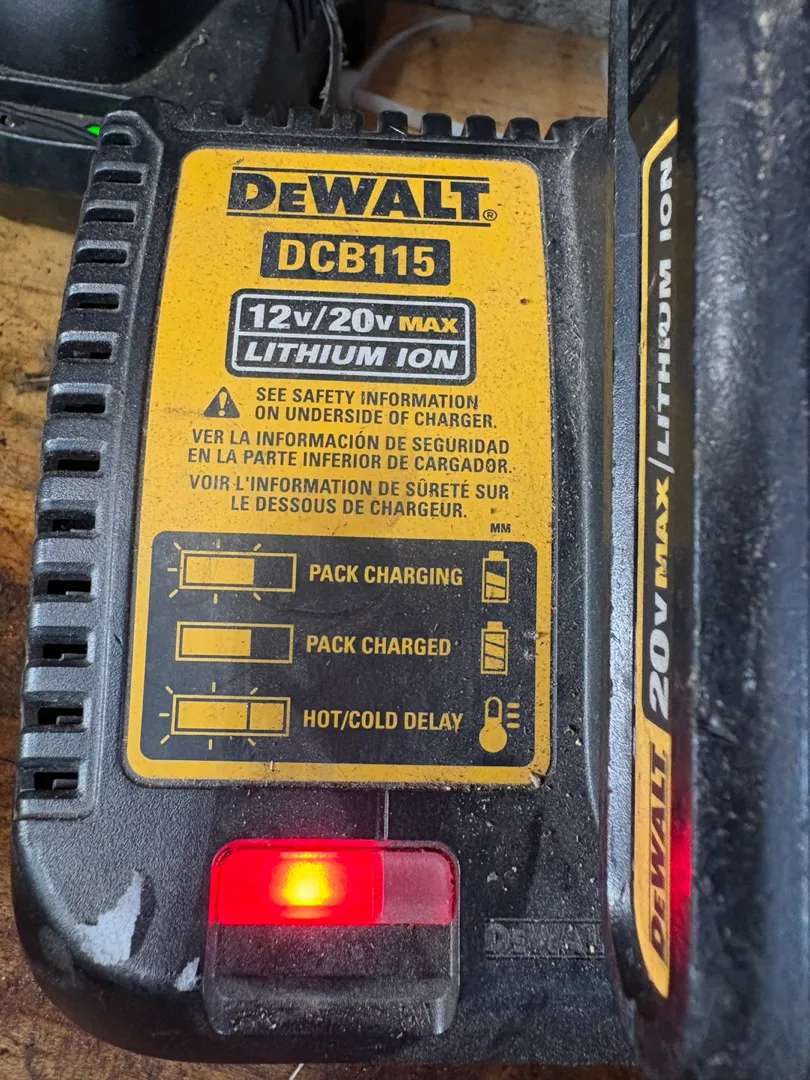 DEWALT®
DCB115
12V/20V MAX
LITHIUM ION
SEE SAFETY INFORMATION
ON UNDERSIDE OF CHARGER.
VER LA INFORMACIÓN DE SEGURIDAD
EN LA PARTE INFERIOR DE CARGADOR.
VOIR L'INFORMATION DE SÛRETÉ SUR
LE DESSOUS DE CHARGEUR.
MM
PACK CHARGING
PACK CHARGED
HOT/COLD DELAY
DEWALT
DEWALT 20V MAX/LITHIUM ION